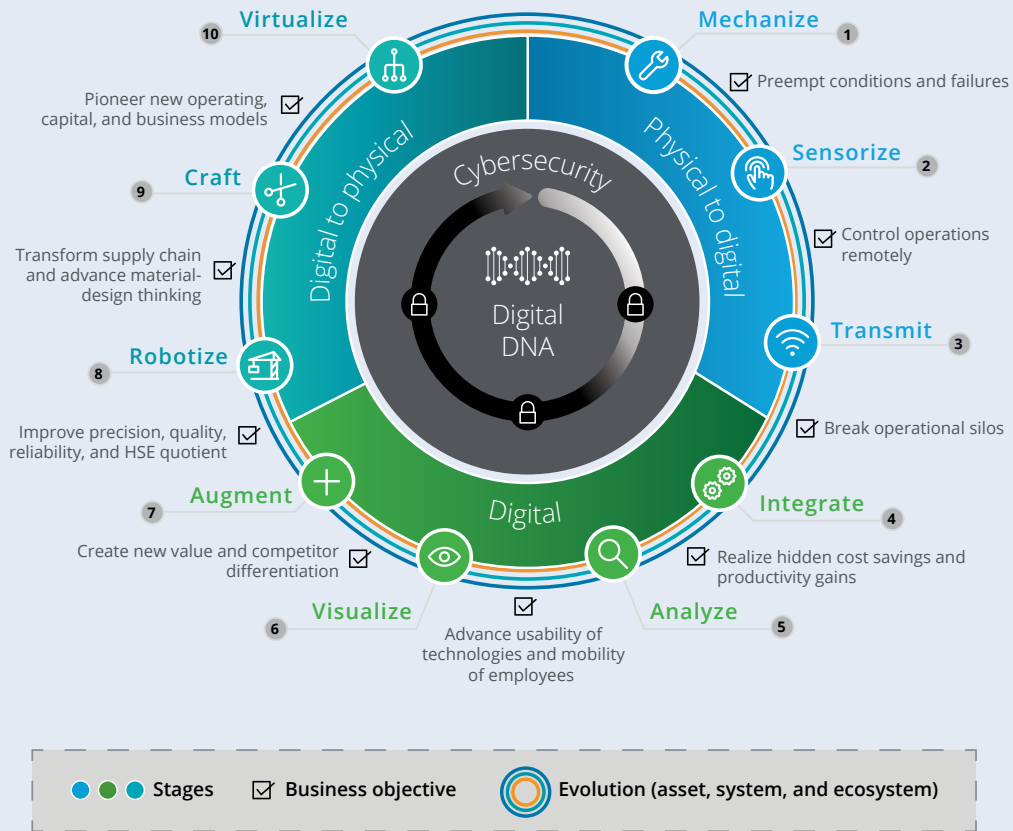 Mechanize
1
Preempt conditions and failures
Sensorize
2
Control operations
remotely
Transmit
3
Break operational silos
Integrate
4
Realize hidden cost savings and
productivity gains
Analyze
5
Advance usability of
technologies and mobility
of employees
Visualize
6
Create new value and competitor
differentiation
Augment
7
Improve precision, quality,
reliability, and HSE quotient
Robotize
8
Transform supply chain
and advance material-
design thinking
Craft
9
Pioneer new operating,
capital, and business models
Virtualize
10
Physical to digital
Digital
Digital to physical
Cybersecurity
Digital
DNA
Stages
Business objective
Evolution (asset, system, and ecosystem)